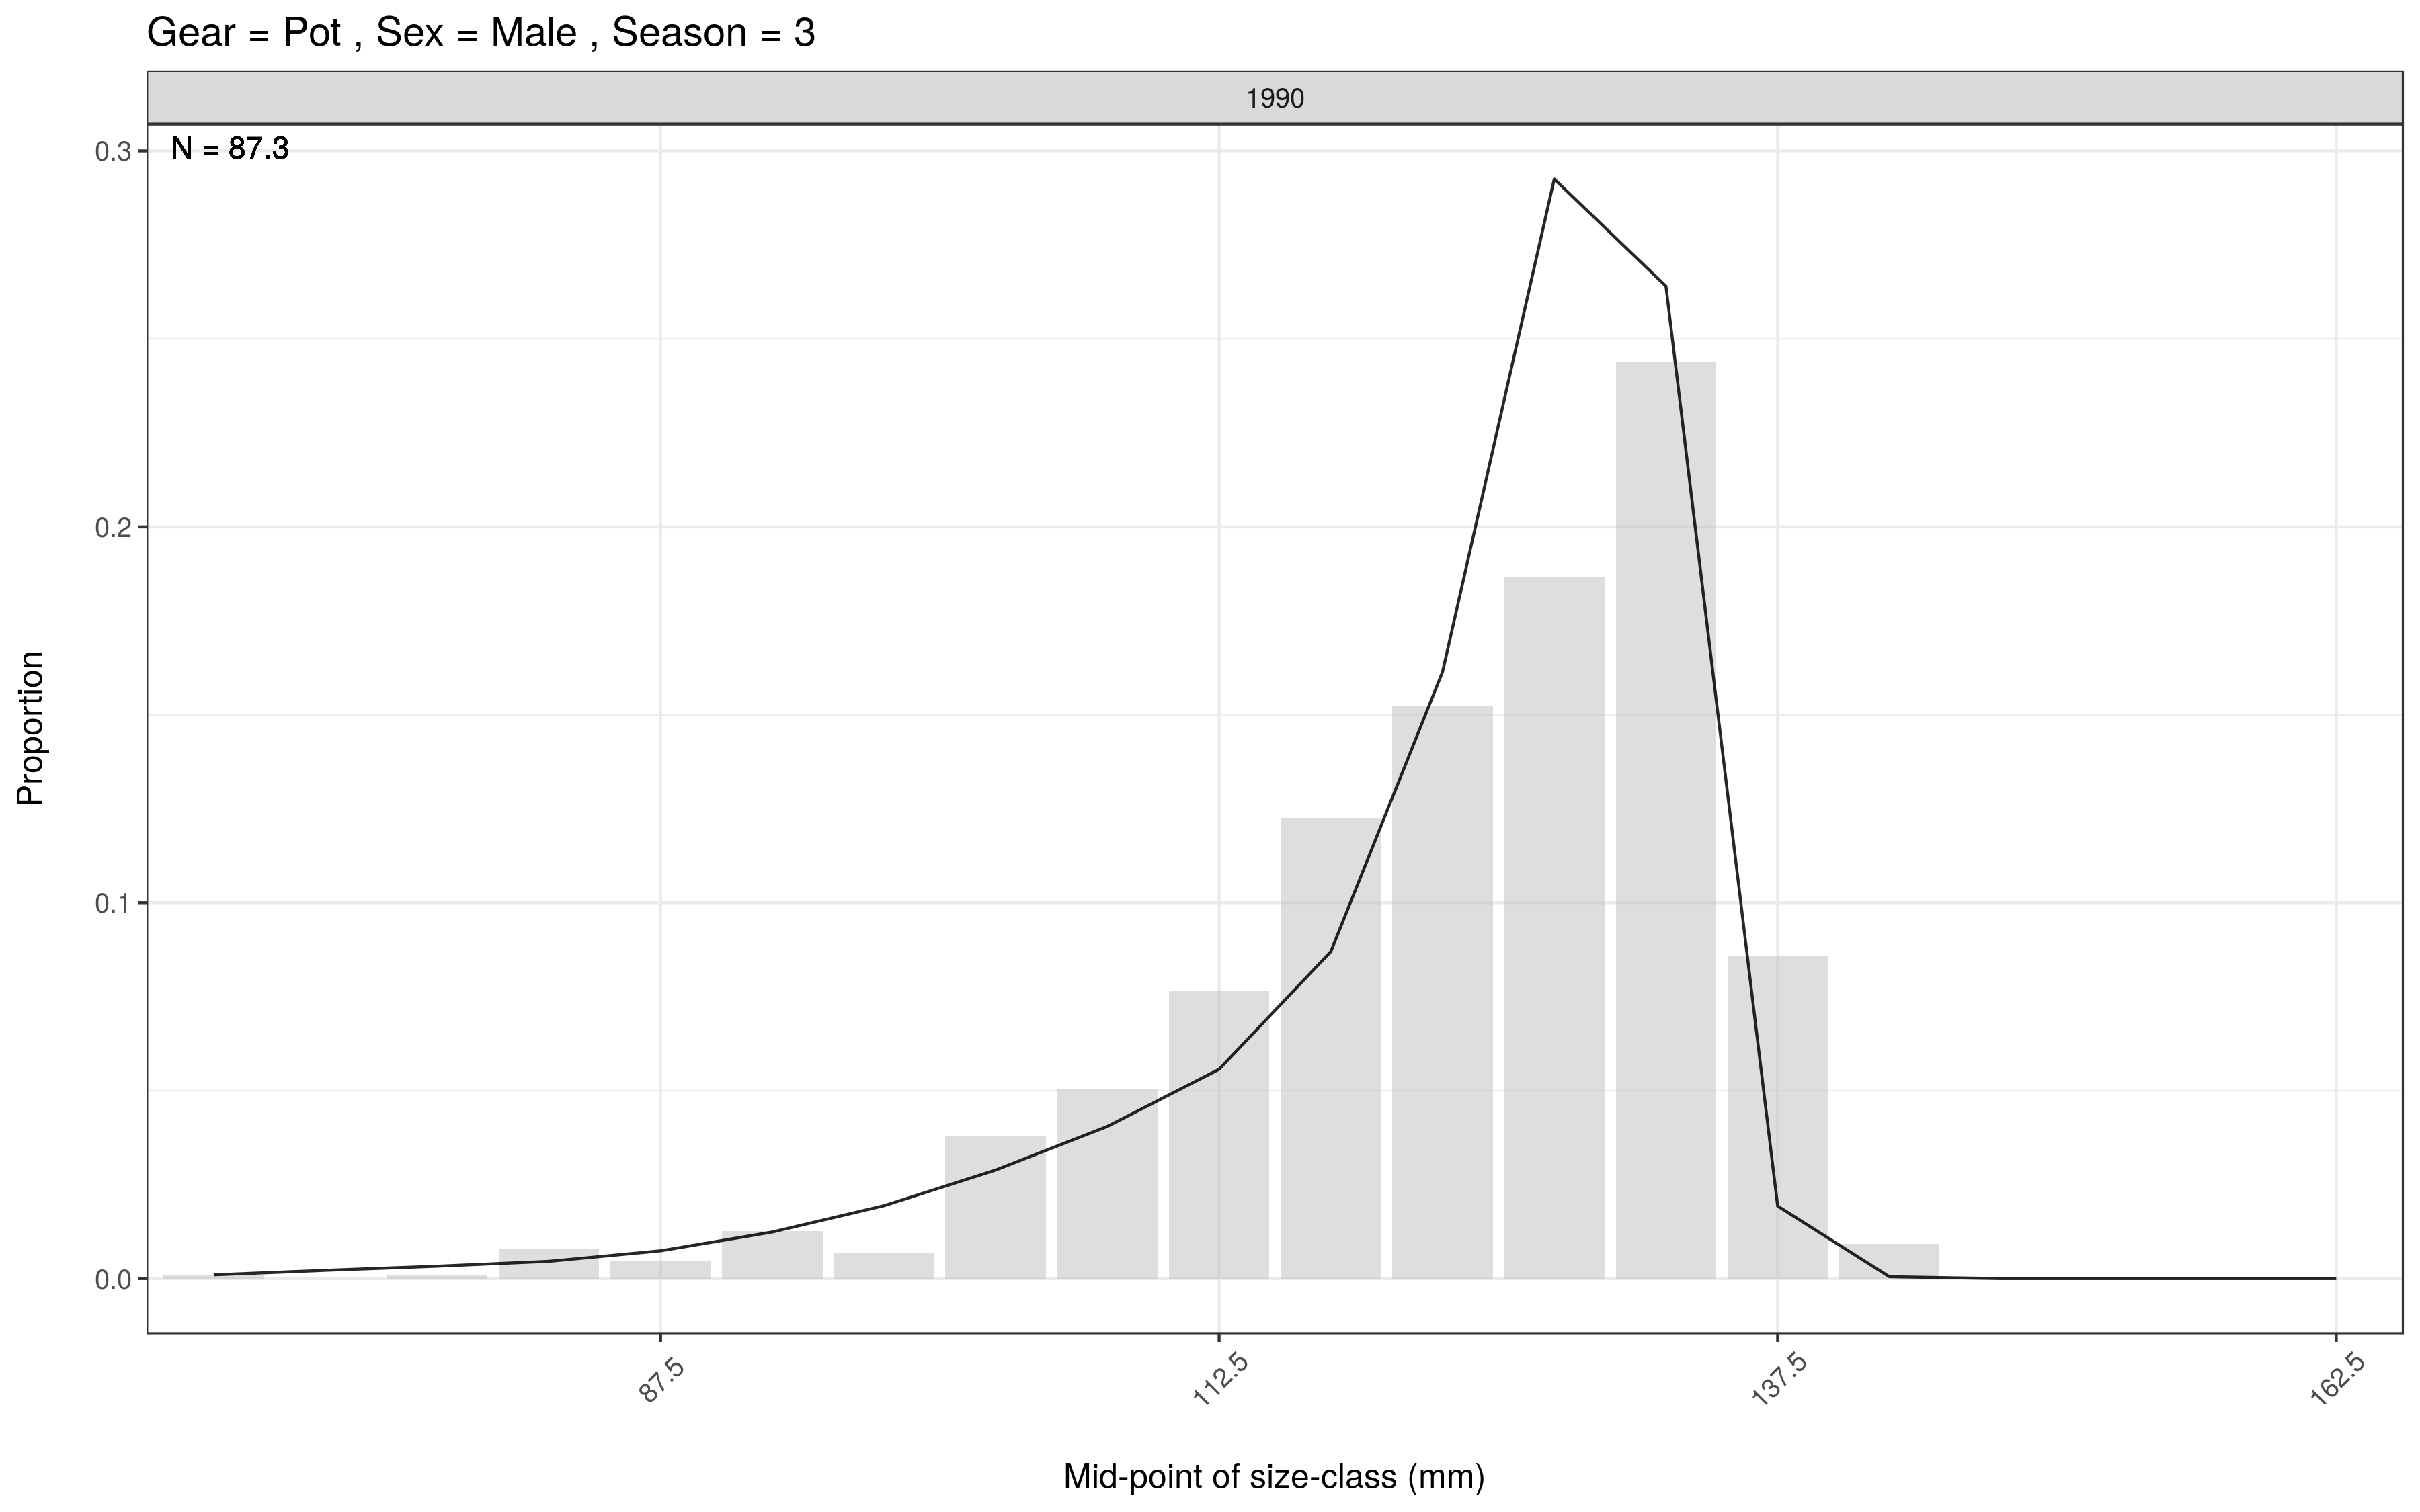 Gear = Pot , Sex = Male , Season = 3
1990
N = 87.3
0.3
0.2
0.1
0.0
Proportion
87.5
112.5
137.5
162.5
Mid-point of size-class (mm)